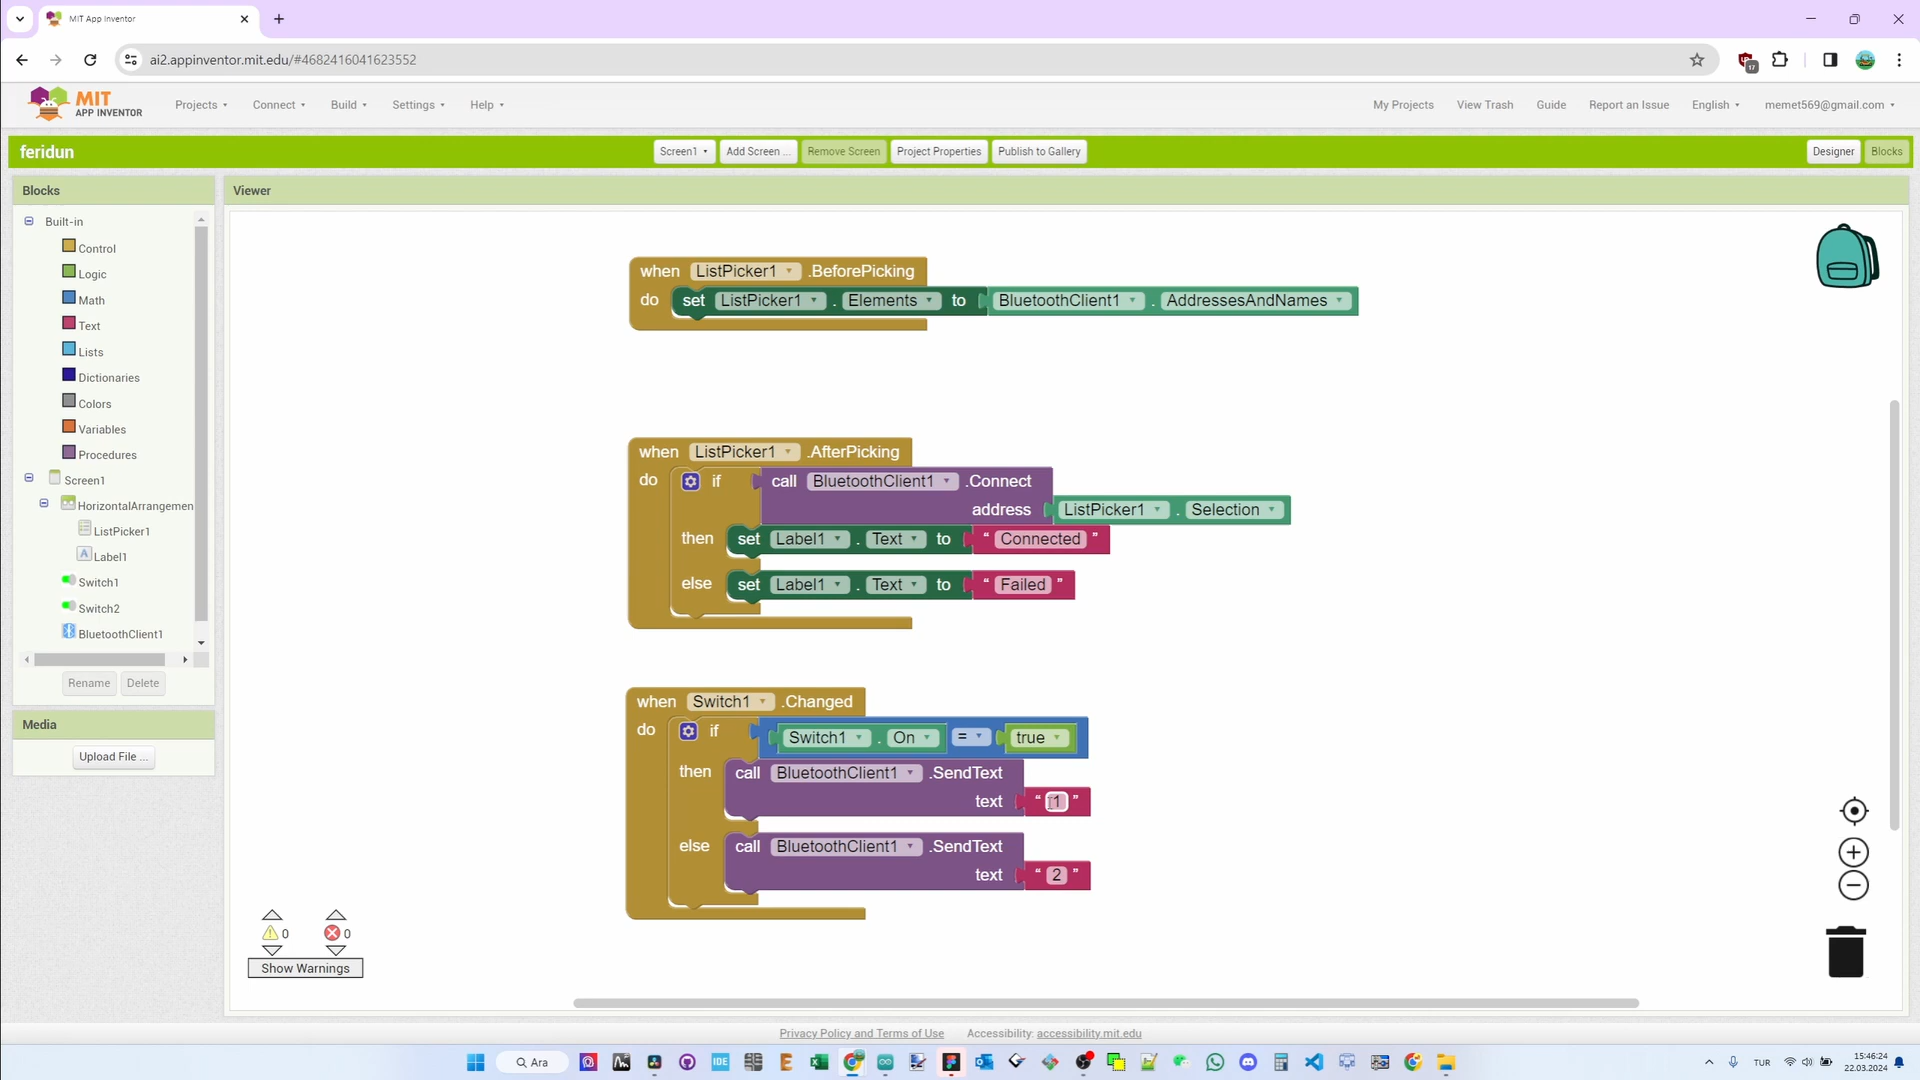 MIT App Inventor
ai2.appinventor.mit.edu/#4682416041623552
17
MIT
APP INVENTOR
Projects
Connect
Build
Settings
Help
My Projects
View Trash
Guide
Report an Issue
English
memet569@gmail.com
feridun
Screen1
Add Screen ...
Remove Screen
Project Properties
Publish to Gallery
Designer
Blocks
Blocks
Viewer
Built-in
Control
Logic
Math
Text
Lists
Dictionaries
Colors
Variables
Procedures
Screen1
HorizontalArrangemen
ListPicker1
A Label1
Switch1
Switch2
BluetoothClient1
Rename
Delete
Media
Upload File ...
when ListPicker1 .BeforePicking
do set ListPicker1 . Elements to BluetoothClient1 . AddressesAndNames
when ListPicker1 .AfterPicking
do if call BluetoothClient1 .Connect
address ListPicker1 . Selection
then set Label1 . Text to “ Connected ”
else set Label1 . Text to “ Failed ”
when Switch1 .Changed
do if Switch1 . On = true
then call BluetoothClient1 .SendText
text “ 1 ”
else call BluetoothClient1 .SendText
text “ 2 ”
0
0
Show Warnings
Privacy Policy and Terms of Use
Accessibility: accessibility.mit.edu
Ara
IDE
TUR
15:46:24
22.03.2024